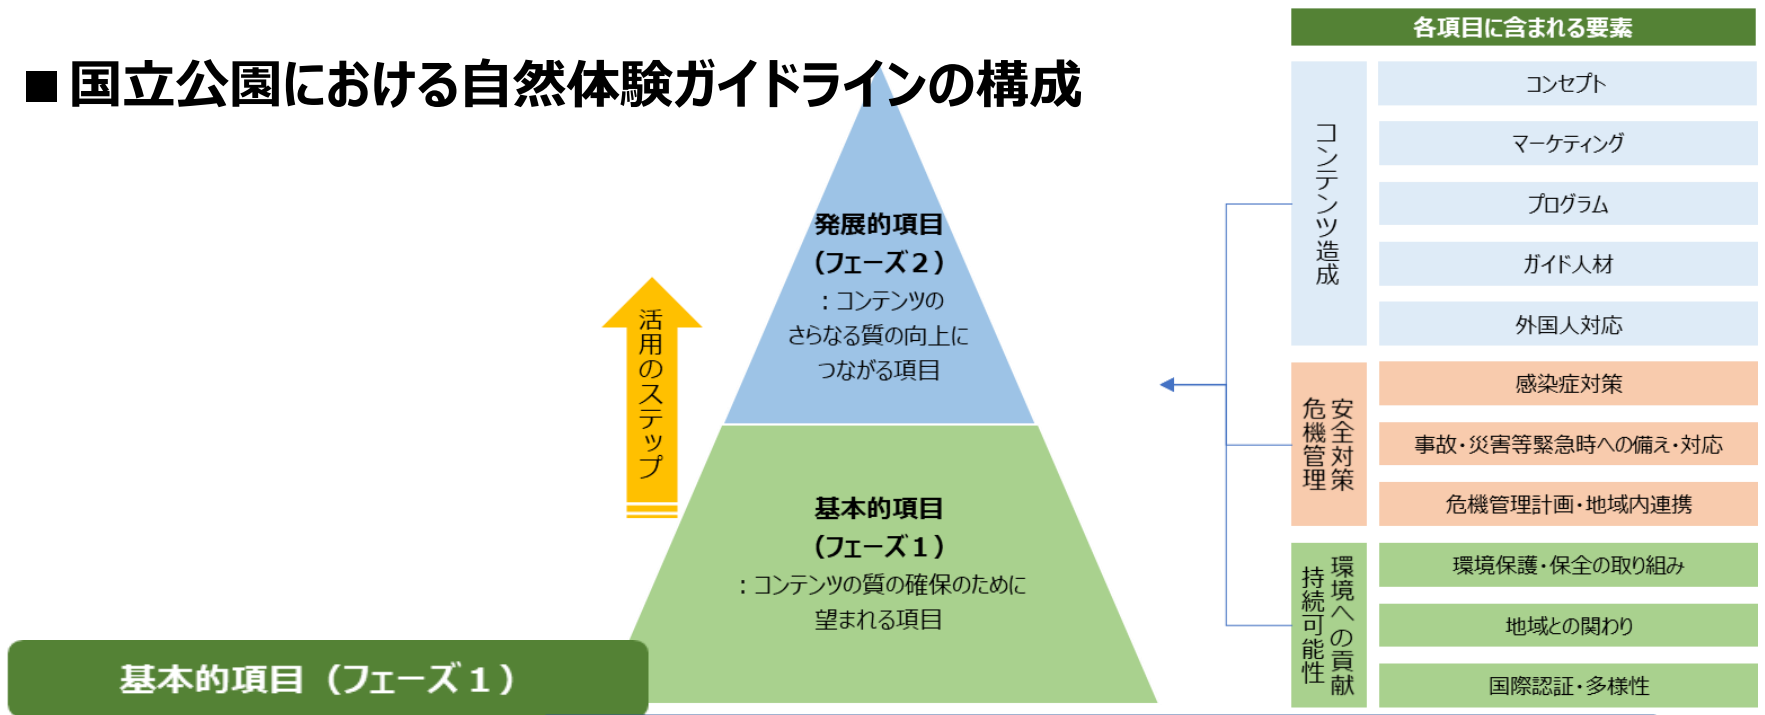 ■国立公園における自然体験ガイドラインの構成
発展的項目
（フェーズ２）
：コンテンツの
さらなる質の向上に
つながる項目
活用のステップ
基本的項目
（フェーズ１）
：コンテンツの質の確保のために
望まれる項目
基本的項目（フェーズ１）
各項目に含まれる要素
コンテンツ造成
コンセプト
マーケティング
プログラム
ガイド人材
外国人対応
安全対策
危機管理
感染症対策
事故・災害等緊急時への備え・対応
危機管理計画・地域内連携
環境への貢献
持続可能性
環境保護・保全の取り組み
地域との関わり
国際認証・多様性